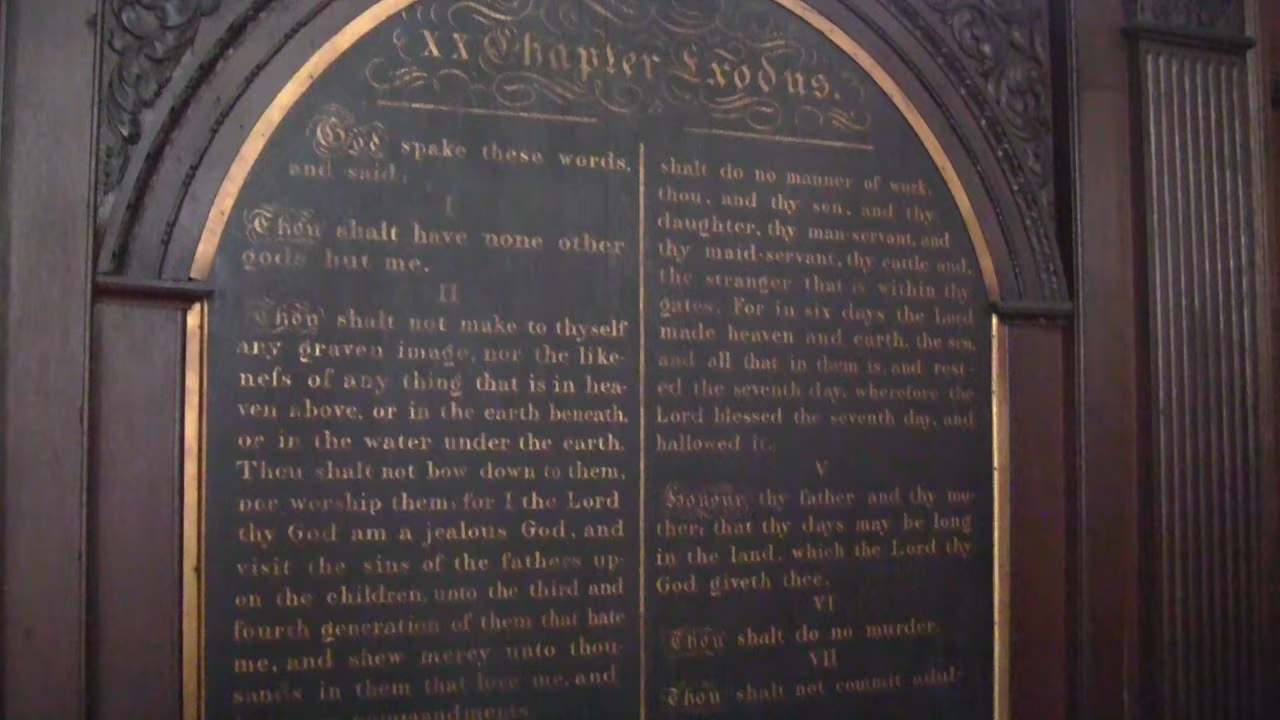 XX Chapter Exodus.
God spake these words,
and said,
I
Thou shalt have none other
gods but me.
II
Thou shalt not make to thyself
any graven image, nor the like-
neſs of any thing that is in hea-
ven above, or in the earth beneath,
or in the water under the earth.
Thou shalt not bow down to them,
nor worship them; for I the Lord
thy God am a jealous God, and
visit the sins of the fathers up-
on the children, unto the third and
fourth generation of them that hate
me, and shew mercy unto thou-
sands in them that love me, and
commandments
shalt do no manner of work,
thou, and thy son, and thy
daughter, thy man-servant, and
thy maid-servant, thy cattle and,
the stranger that is within thy
gates. For in six days the Lord
made heaven and earth, the sea,
and all that in them is, and rest-
ed the seventh day, wherefore the
Lord blessed the seventh day, and
hallowed it.
V
Honour thy father and thy mo-
ther; that thy days may be long
in the land, which the Lord thy
God giveth thee.
VI
Thou shalt do no murder.
VII
Thou shalt not commit adul-